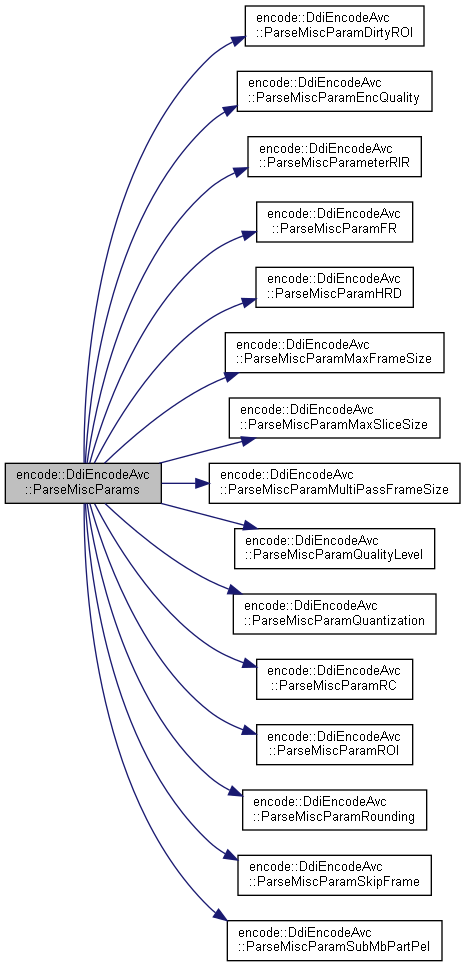 encode::DdiEncodeAvc
::ParseMiscParamDirtyROI
encode::DdiEncodeAvc
::ParseMiscParamEncQuality
encode::DdiEncodeAvc
::ParseMiscParameterRIR
encode::DdiEncodeAvc
::ParseMiscParamFR
encode::DdiEncodeAvc
::ParseMiscParamHRD
encode::DdiEncodeAvc
::ParseMiscParamMaxFrameSize
encode::DdiEncodeAvc
::ParseMiscParamMaxSliceSize
encode::DdiEncodeAvc
::ParseMiscParams
encode::DdiEncodeAvc
::ParseMiscParamMultiPassFrameSize
encode::DdiEncodeAvc
::ParseMiscParamQualityLevel
encode::DdiEncodeAvc
::ParseMiscParamQuantization
encode::DdiEncodeAvc
::ParseMiscParamRC
encode::DdiEncodeAvc
::ParseMiscParamROI
encode::DdiEncodeAvc
::ParseMiscParamRounding
encode::DdiEncodeAvc
::ParseMiscParamSkipFrame
encode::DdiEncodeAvc
::ParseMiscParamSubMbPartPel